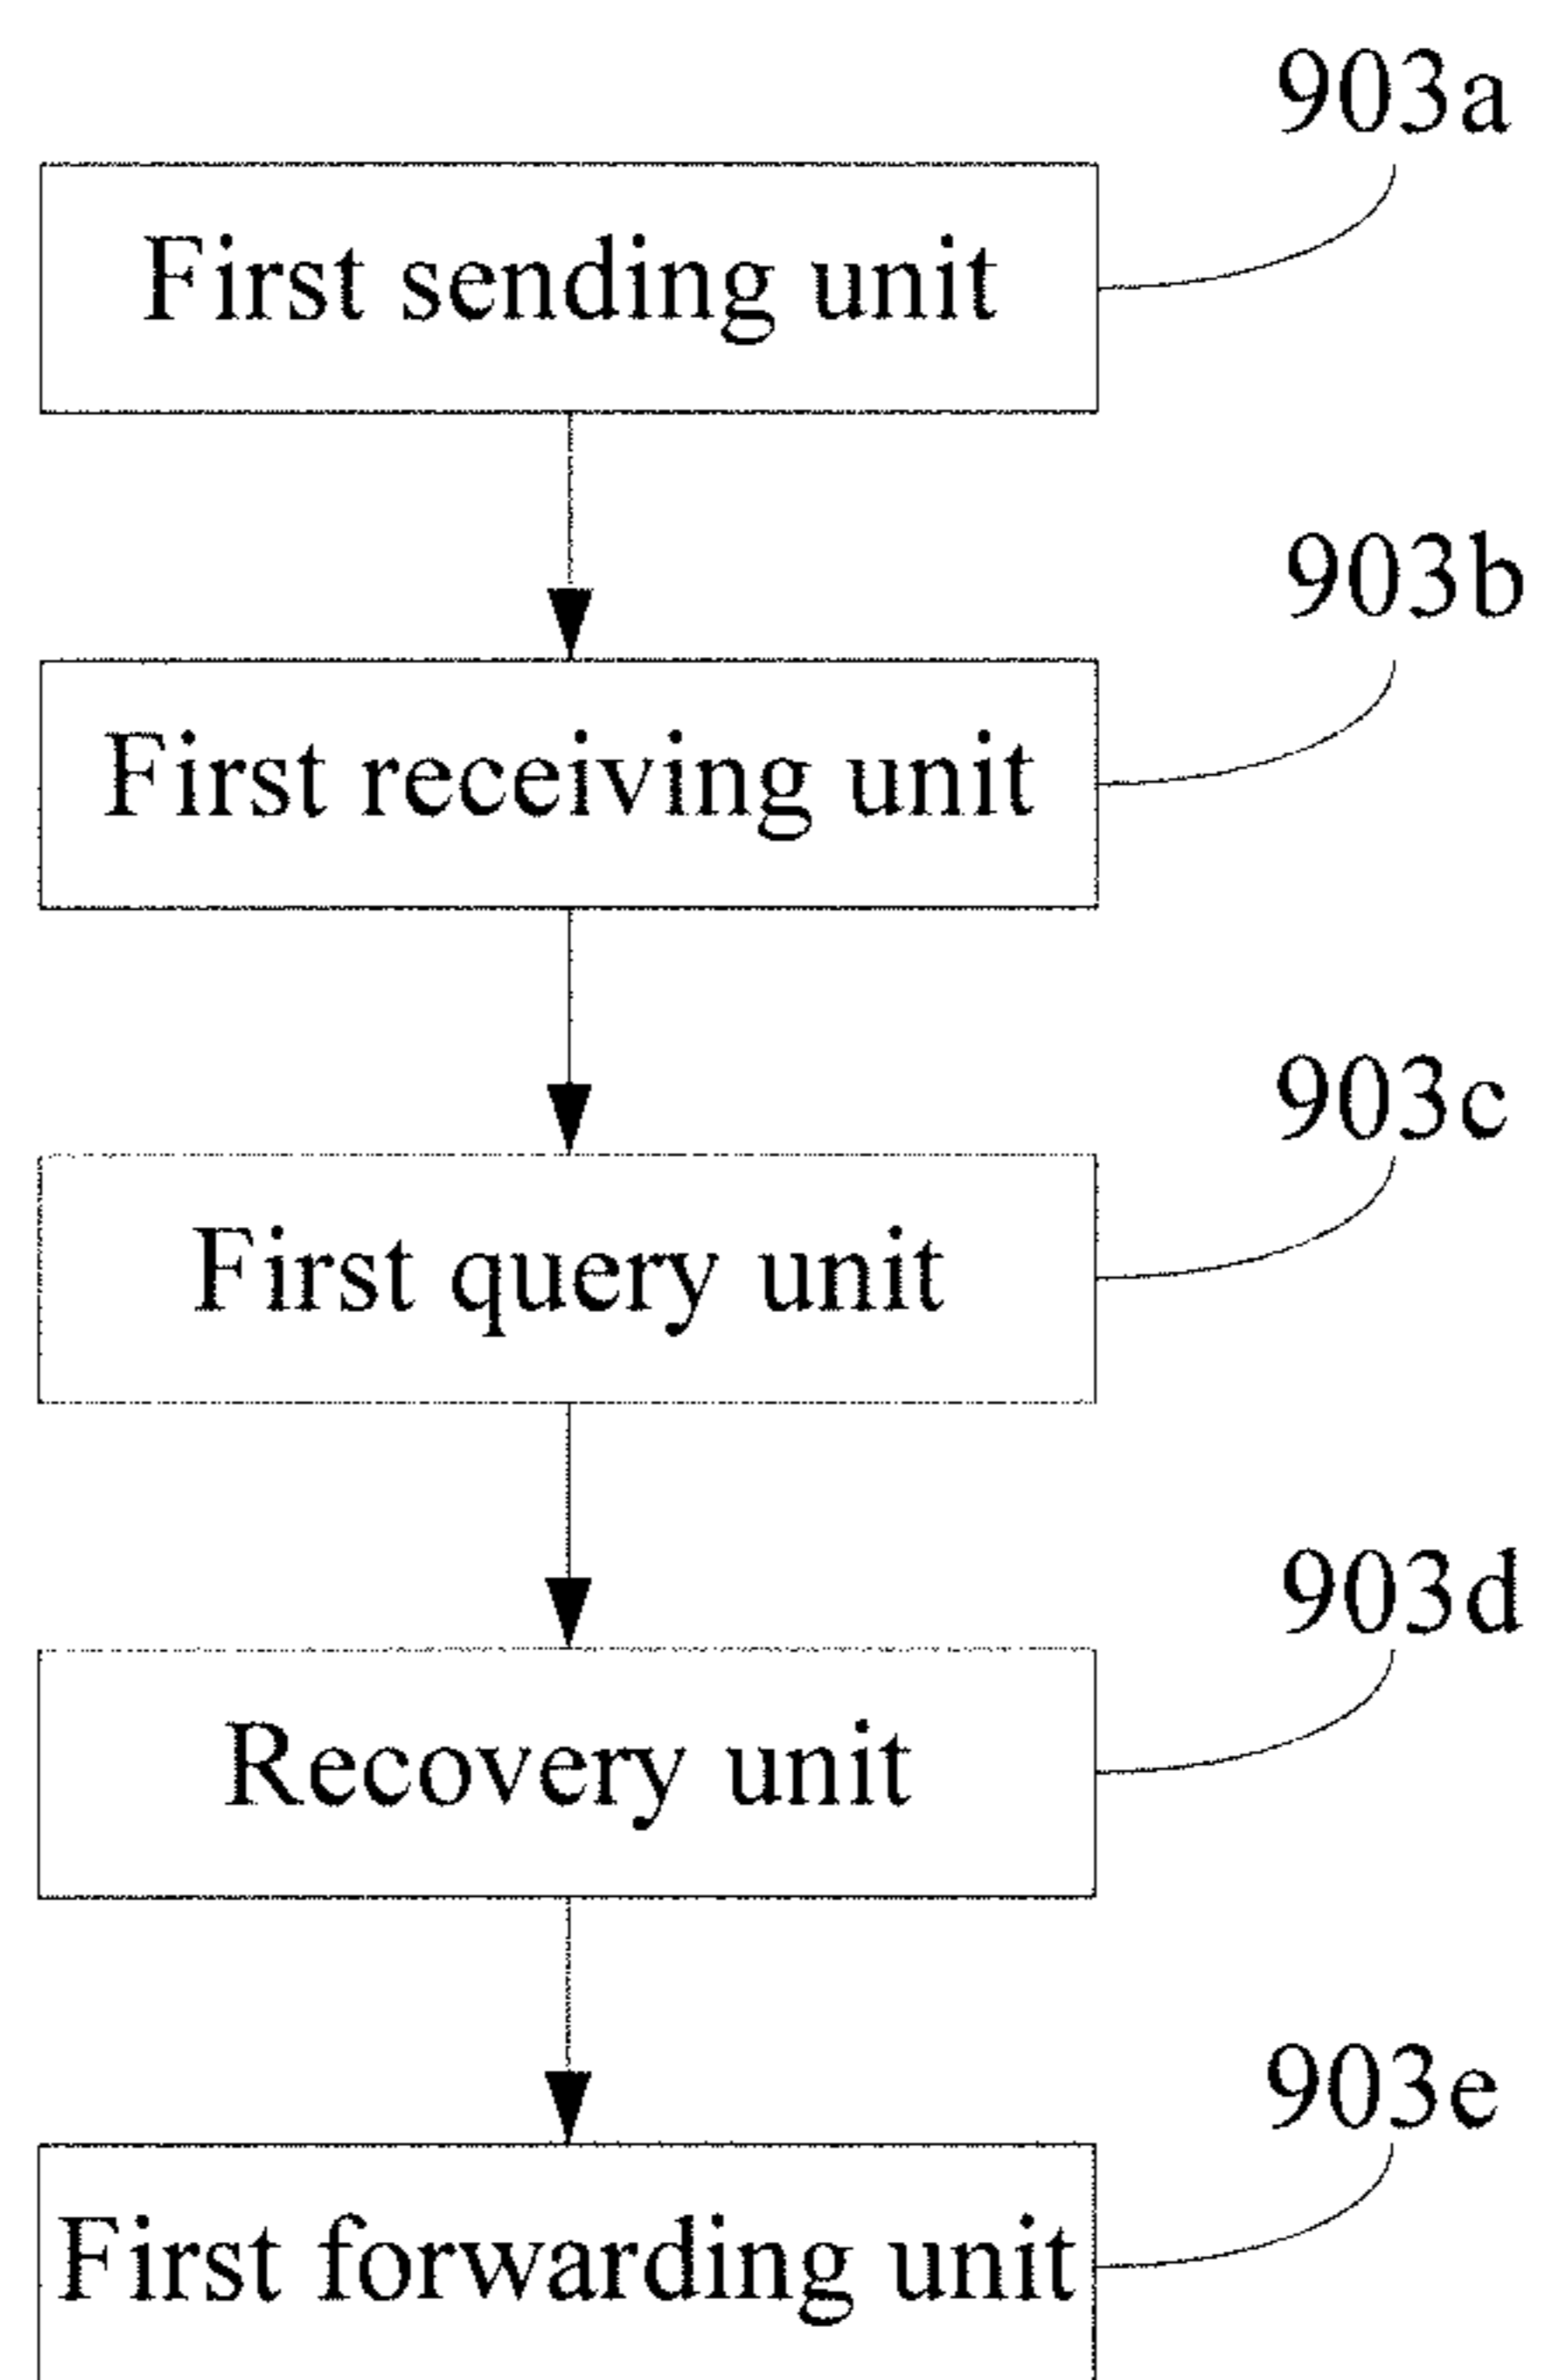 903a
First sending unit
903b
First receiving unit
903c
First query unit
903d
Recovery unit
903e
First forwarding unit